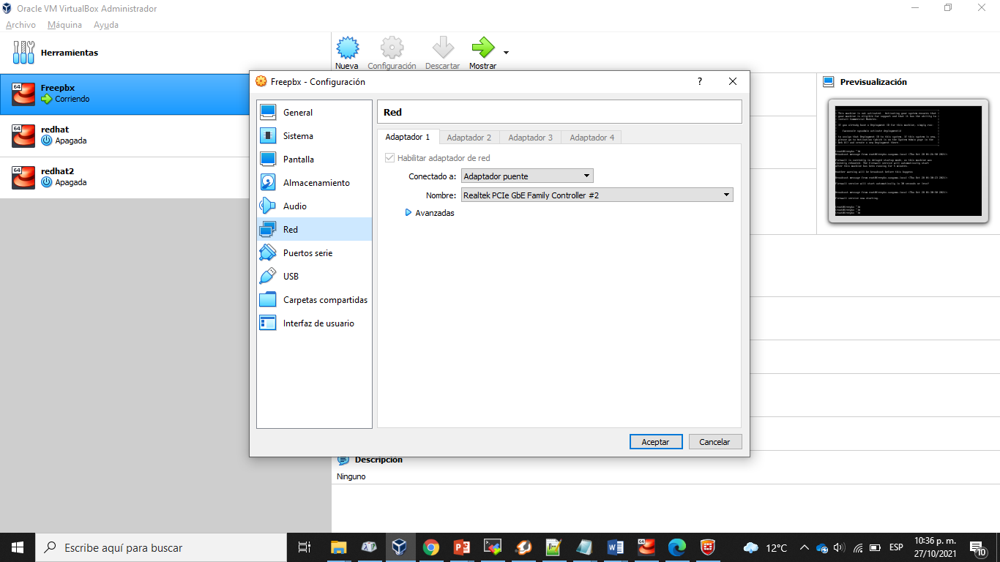 Oracle VM VirtualBox Administrador
Archivo Máquina Ayuda
Herramientas
Nueva Configuración Descartar Mostrar
64 Freepbx
Corriendo
64 redhat
Apagada
64 redhat2
Apagada
Freepbx - Configuración ?
General
Sistema
Pantalla
Almacenamiento
Audio
Red
Puertos serie
USB
Carpetas compartidas
Interfaz de usuario
Red
Adaptador 1 Adaptador 2 Adaptador 3 Adaptador 4
Habilitar adaptador de red
Conectado a: Adaptador puente
Nombre: Realtek PCIe GbE Family Controller #2
Avanzadas
Aceptar Cancelar
Previsualización
Descripción
Ninguno
Escribe aquí para buscar
12°C ESP
10:36 p. m.
27/10/2021
10